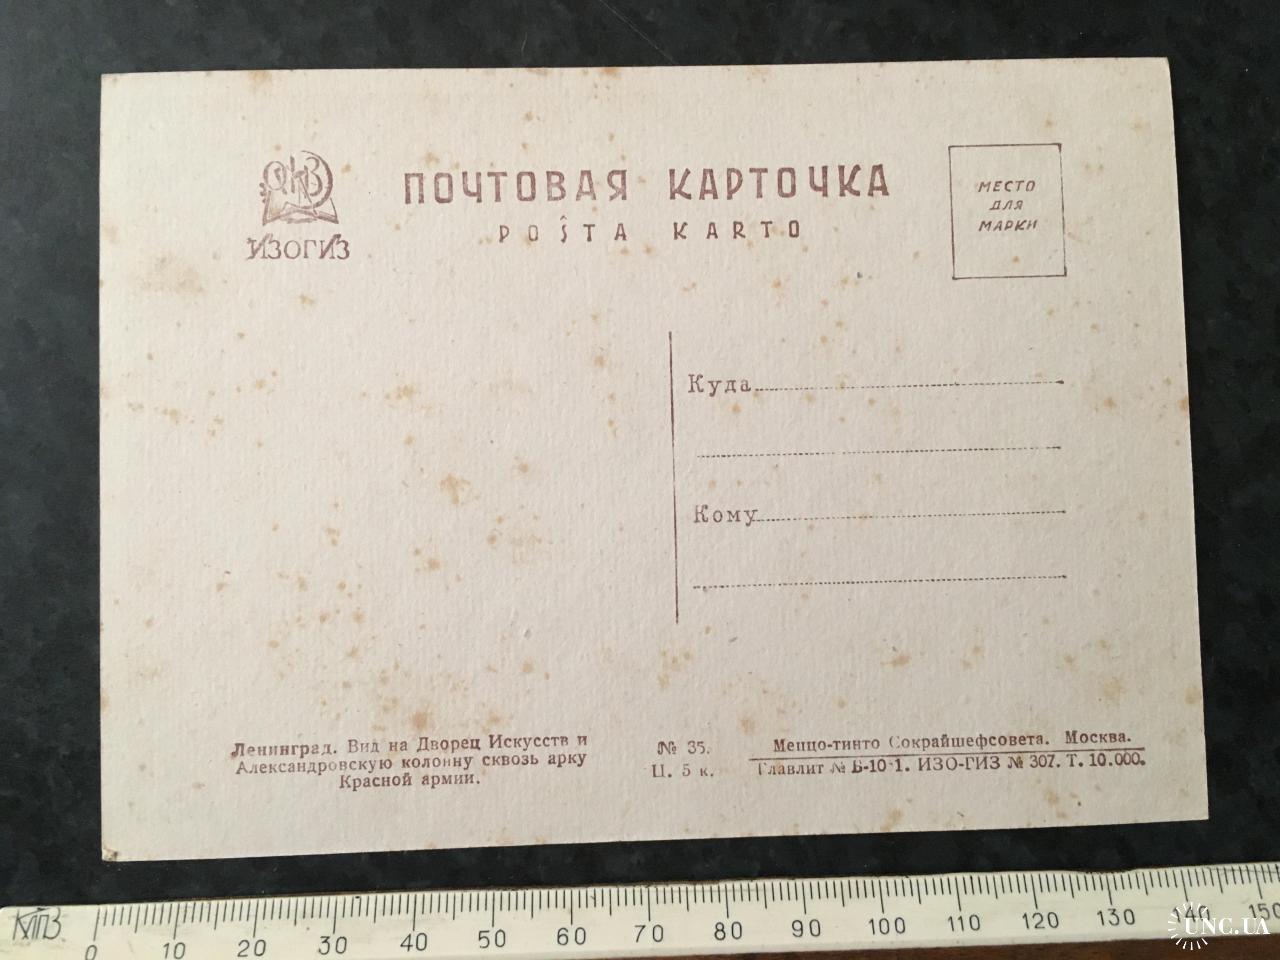 ИЗОГИЗ
ПОЧТОВАЯ КАРТОЧКА
POŜTA KARTO
МЕСТО
ДЛЯ
МАРКИ
Куда
Кому
Ленинград. Вид на Дворец Искусств и
Александровскую колонну сквозь арку
Красной армии.
№ 35.
Ц. 5 к.
Меццо-тинто Сокрайшефсовета. Москва.
Главлит № Б-10 1. ИЗО-ГИЗ № 307. Т. 10.000.
0 10 20 30 40 50 60 70 80 90 100 110 120 130 140 150
UNC.UA